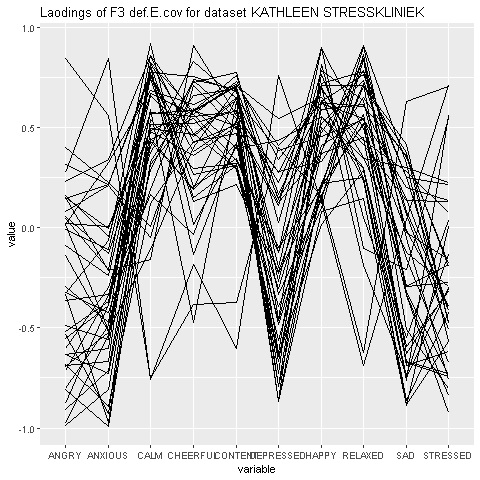 Laodings of F3 def.E.cov for dataset KATHLEEN STRESSKLINIEK
1.0
0.5
0.0
-0.5
-1.0
value
ANGRY ANXIOUS CALM CHEERFUL CONTENT DEPRESSED HAPPY RELAXED SAD STRESSED
variable